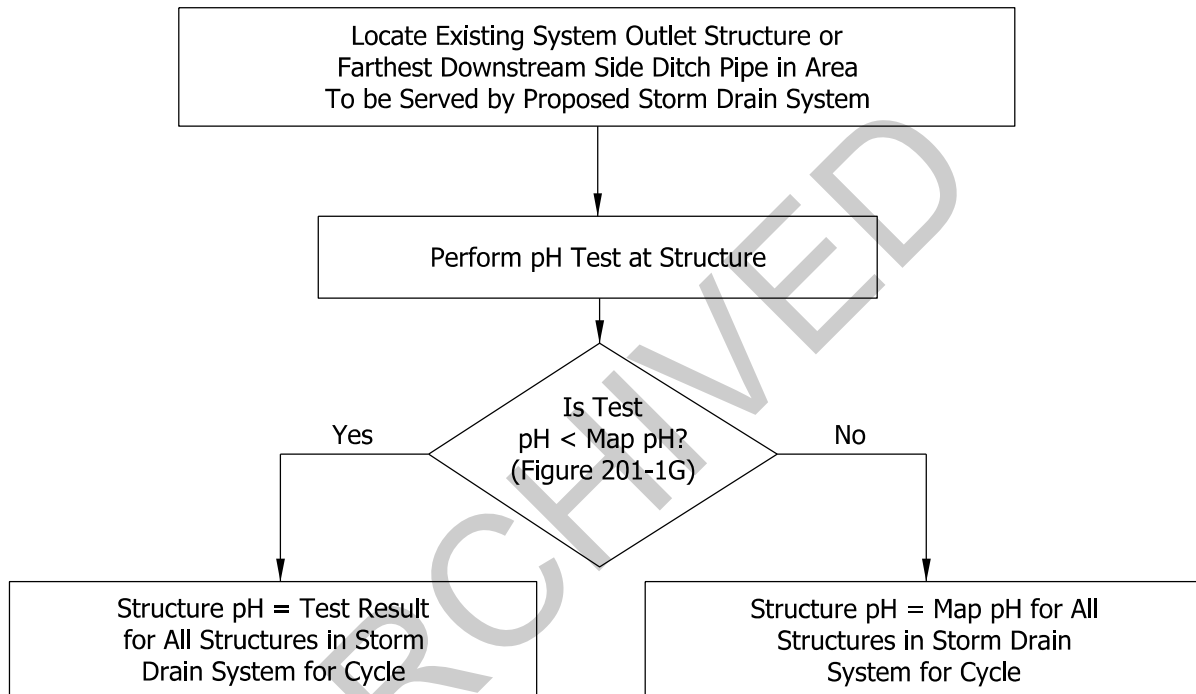 Locate Existing System Outlet Structure or
Farthest Downstream Side Ditch Pipe in Area
To be Served by Proposed Storm Drain System
Perform pH Test at Structure
Is Test
pH < Map pH?
(Figure 201-1G)
Yes
No
Structure pH = Test Result
for All Structures in Storm
Drain System for Cycle
Structure pH = Map pH for All
Structures in Storm Drain
System for Cycle
RCHIVED